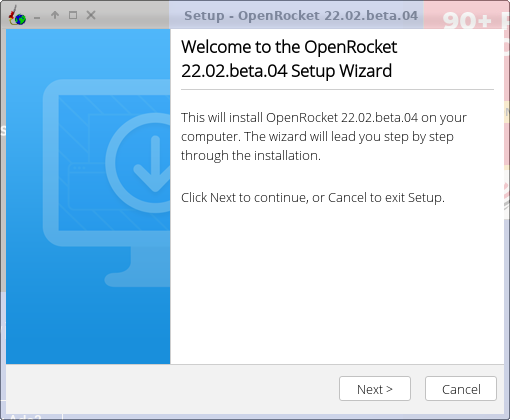 Setup - OpenRocket 22.02.beta.04
90+
Welcome to the OpenRocket
22.02.beta.04 Setup Wizard
This will install OpenRocket 22.02.beta.04 on your
computer. The wizard will lead you step by step
through the installation.
Click Next to continue, or Cancel to exit Setup.
Next >
Cancel